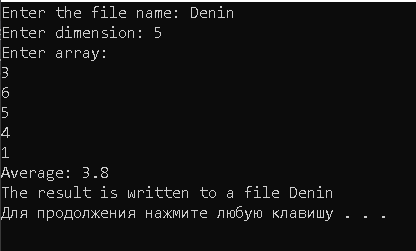 Enter the file name: Denin
Enter dimension: 5
Enter array:
3
6
5
4
1
Average: 3.8
The result is written to a file Denin
Для продолжения нажмите любую клавишу . . .